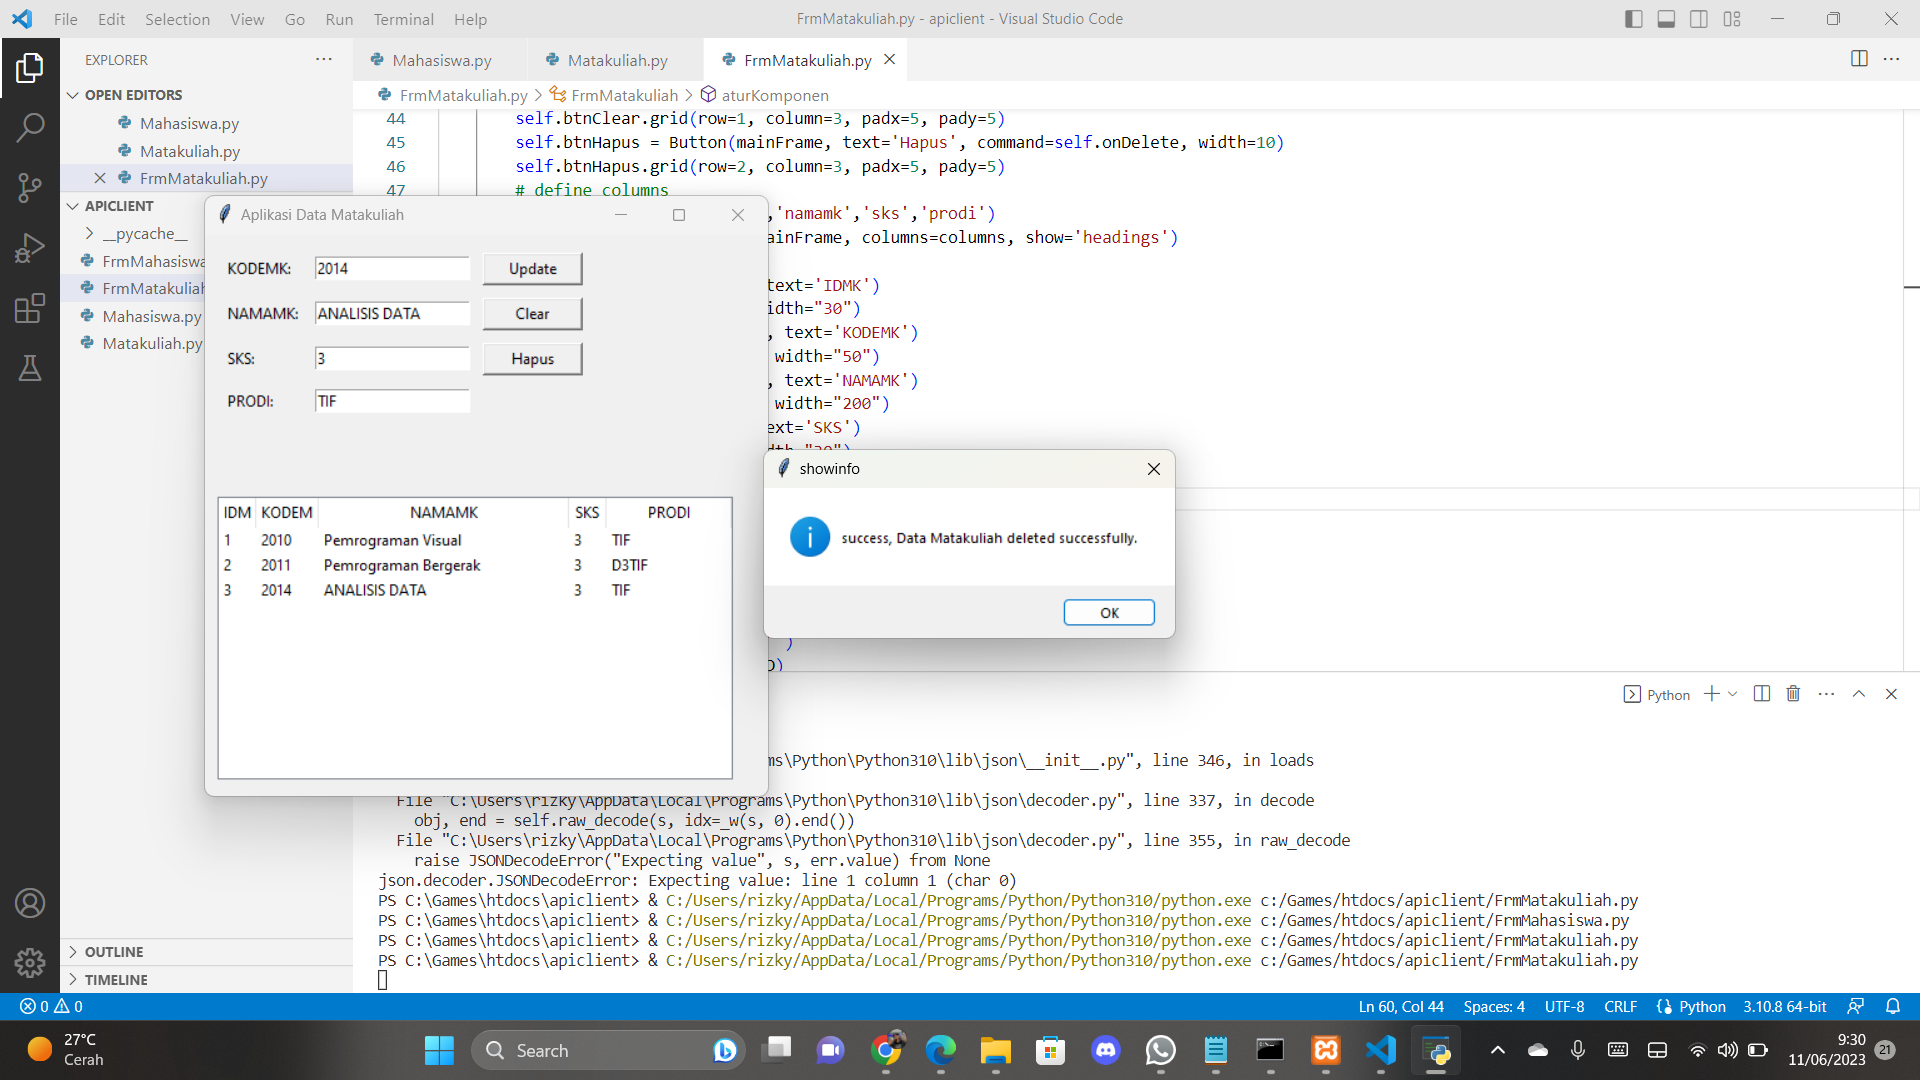 File Edit Selection View Go Run Terminal Help
FrmMatakuliah.py - apiclient - Visual Studio Code
EXPLORER
OPEN EDITORS
Mahasiswa.py
Matakuliah.py
FrmMatakuliah.py
APICLIENT
__pycache__
FrmMahasiswa
FrmMatakuliah
Mahasiswa.py
Matakuliah.py
OUTLINE
TIMELINE
Mahasiswa.py Matakuliah.py FrmMatakuliah.py
FrmMatakuliah.py > FrmMatakuliah > aturKomponen
44 self.btnClear.grid(row=1, column=3, padx=5, pady=5)
45 self.btnHapus = Button(mainFrame, text='Hapus', command=self.onDelete, width=10)
46 self.btnHapus.grid(row=2, column=3, padx=5, pady=5)
47 # define columns
,'namamk','sks','prodi')
ainFrame, columns=columns, show='headings')
text='IDMK')
idth="30")
, text='KODEMK')
width="50")
, text='NAMAMK')
width="200")
ext='SKS')
)
)
Aplikasi Data Matakuliah
KODEMK: 2014 Update
NAMAMK: ANALISIS DATA Clear
SKS: 3 Hapus
PRODI: TIF
IDM KODEM NAMAMK SKS PRODI
1 2010 Pemrograman Visual 3 TIF
2 2011 Pemrograman Bergerak 3 D3TIF
3 2014 ANALISIS DATA 3 TIF
showinfo
success, Data Matakuliah deleted successfully.
OK
Python
ms\Python\Python310\lib\json\__init__.py", line 346, in loads
File "C:\Users\rizky\AppData\Local\Programs\Python\Python310\lib\json\decoder.py", line 337, in decode
obj, end = self.raw_decode(s, idx=_w(s, 0).end())
File "C:\Users\rizky\AppData\Local\Programs\Python\Python310\lib\json\decoder.py", line 355, in raw_decode
raise JSONDecodeError("Expecting value", s, err.value) from None
json.decoder.JSONDecodeError: Expecting value: line 1 column 1 (char 0)
PS C:\Games\htdocs\apiclient> & C:/Users/rizky/AppData/Local/Programs/Python/Python310/python.exe c:/Games/htdocs/apiclient/FrmMatakuliah.py
PS C:\Games\htdocs\apiclient> & C:/Users/rizky/AppData/Local/Programs/Python/Python310/python.exe c:/Games/htdocs/apiclient/FrmMahasiswa.py
PS C:\Games\htdocs\apiclient> & C:/Users/rizky/AppData/Local/Programs/Python/Python310/python.exe c:/Games/htdocs/apiclient/FrmMatakuliah.py
PS C:\Games\htdocs\apiclient> & C:/Users/rizky/AppData/Local/Programs/Python/Python310/python.exe c:/Games/htdocs/apiclient/FrmMatakuliah.py
0 0 Ln 60, Col 44 Spaces: 4 UTF-8 CRLF Python 3.10.8 64-bit
27°C
Cerah
Search
9:30
11/06/2023
21